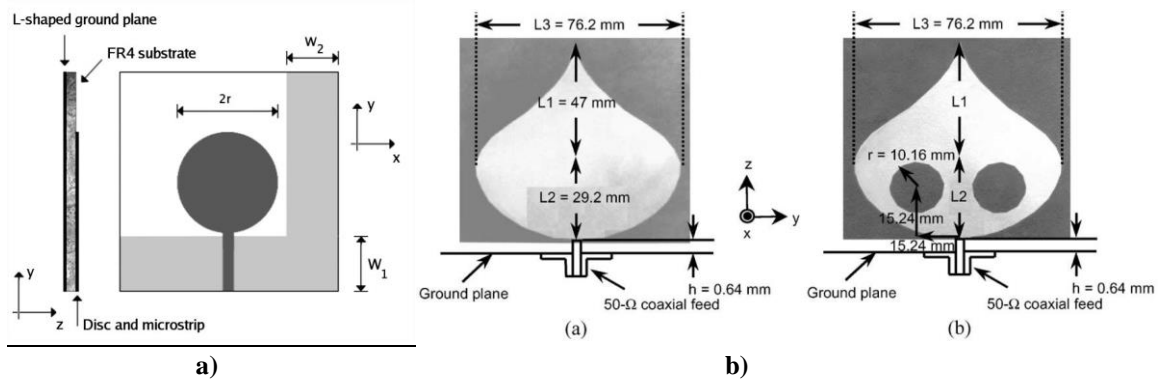 L-shaped ground plane
FR4 substrate
W2
2r
y
x
W1
y
z
Disc and microstrip
a)
L3 = 76.2 mm
L1 = 47 mm
L2 = 29.2 mm
Ground plane
50-Ω coaxial feed
h = 0.64 mm
(a)
z
y
x
L3 = 76.2 mm
L1
r = 10.16 mm
L2
15.24 mm
15.24 mm
Ground plane
50-Ω coaxial feed
h = 0.64 mm
(b)
b)